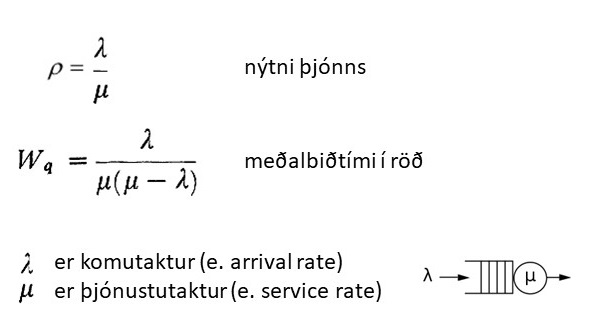 ρ = λ / μ nýtni þjónns
W_q = λ / μ(μ − λ) meðalbiðtími í röð
λ er komutaktur (e. arrival rate)
μ er þjónustutaktur (e. service rate)
λ μ